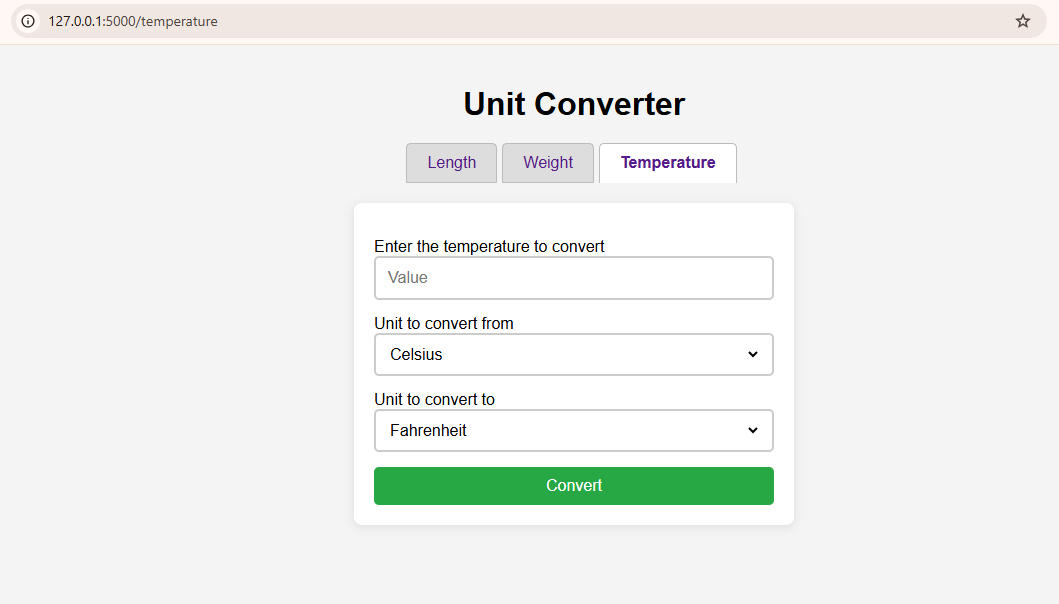 127.0.0.1:5000/temperature
Unit Converter
Length Weight Temperature
Enter the temperature to convert
Value
Unit to convert from
Celsius
Unit to convert to
Fahrenheit
Convert